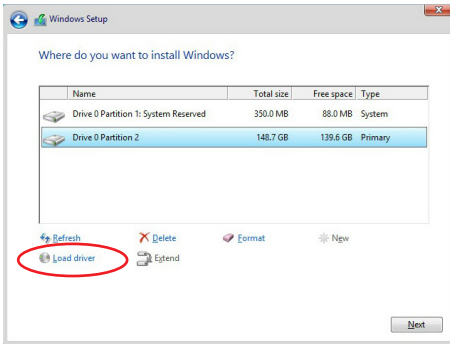 Windows Setup
Where do you want to install Windows?
Name Total size Free space Type
Drive 0 Partition 1: System Reserved 350.0 MB 88.0 MB System
Drive 0 Partition 2 148.7 GB 139.6 GB Primary
Refresh Delete Format New
Load driver Extend
Next